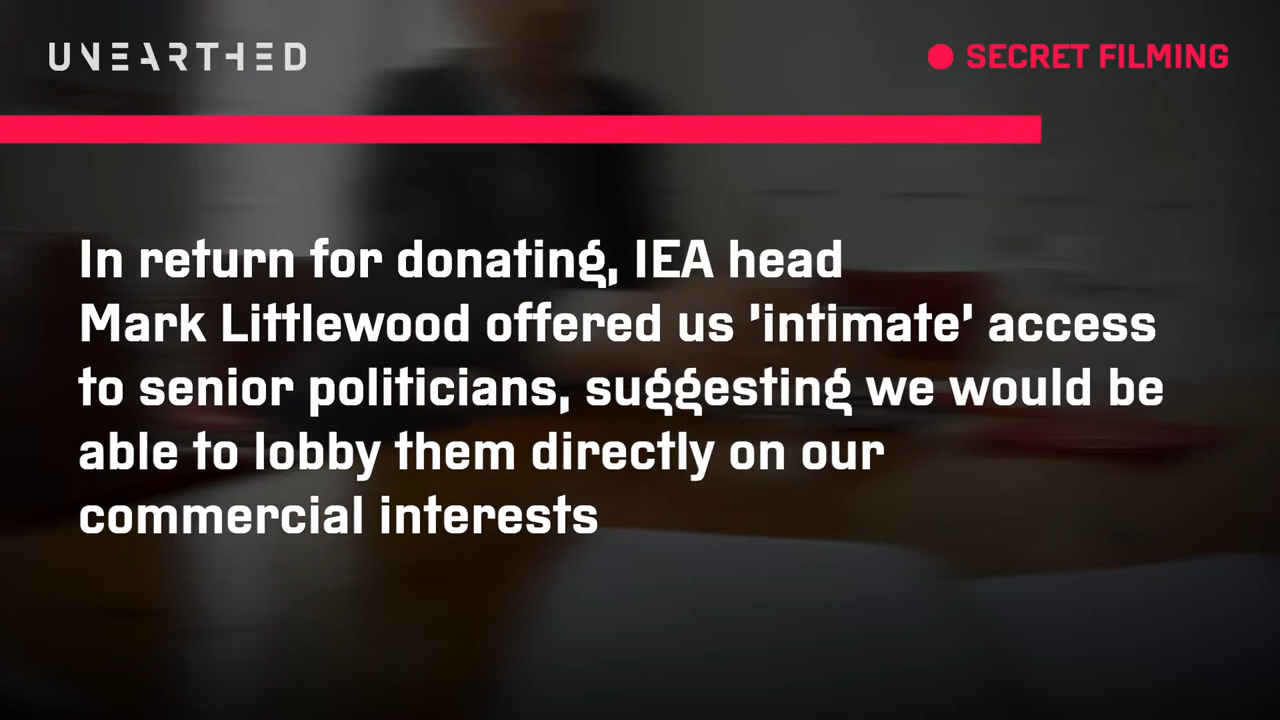 UNEARTHED
SECRET FILMING
In return for donating, IEA head
Mark Littlewood offered us 'intimate' access
to senior politicians, suggesting we would be
able to lobby them directly on our
commercial interests